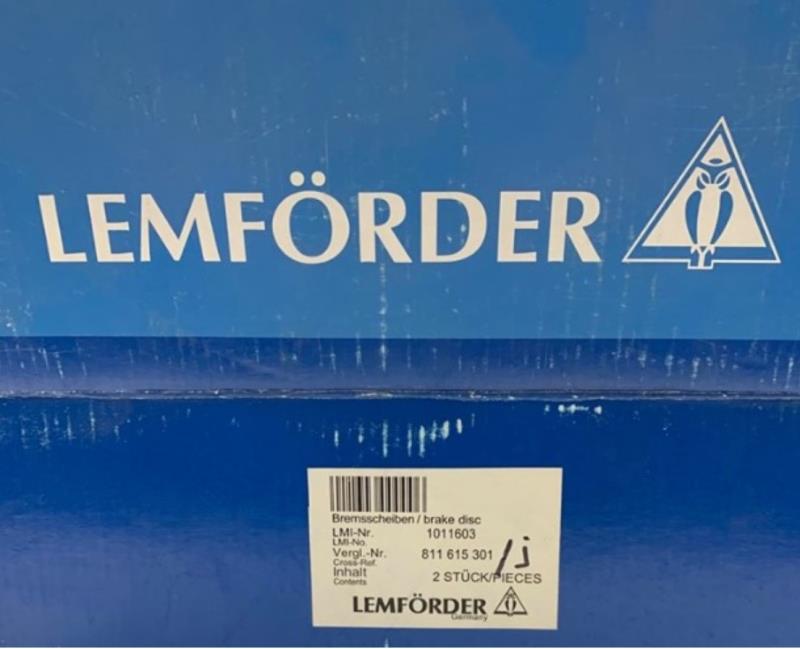 LEMFÖRDER
Bremsscheiben / brake disc
LMI-Nr. 1011603
LMI-No.
Vergl.-Nr. 811 615 301 /j
Cross-Ref.
Inhalt 2 STÜCK/PIECES
Contents
LEMFÖRDER
Germany